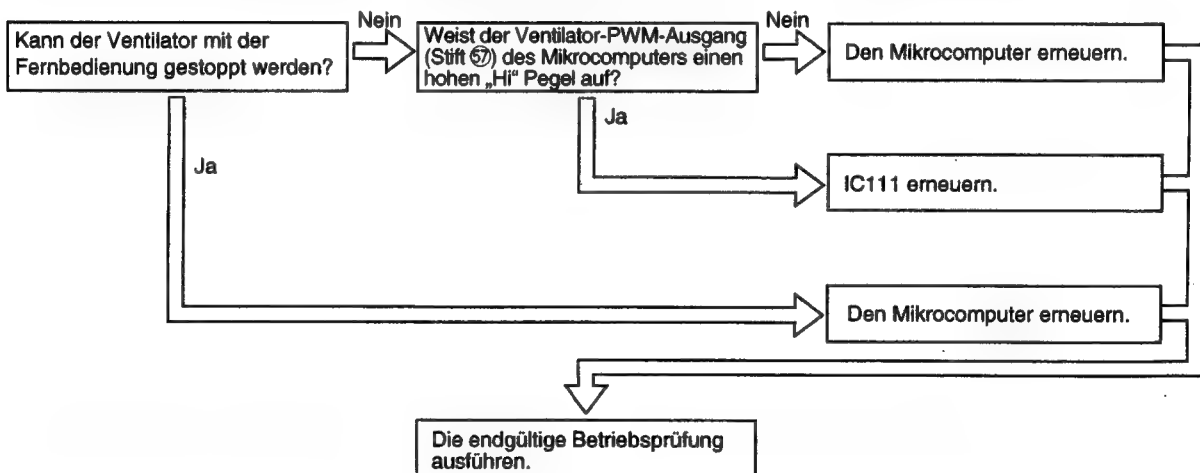 Kann der Ventilator mit der
Fernbedienung gestoppt werden?
Nein
Weist der Ventilator-PWM-Ausgang
(Stift 57) des Mikrocomputers einen
hohen „Hi" Pegel auf?
Nein
Den Mikrocomputer erneuern.
Ja
IC111 erneuern.
Ja
Den Mikrocomputer erneuern.
Die endgültige Betriebsprüfung
ausführen.